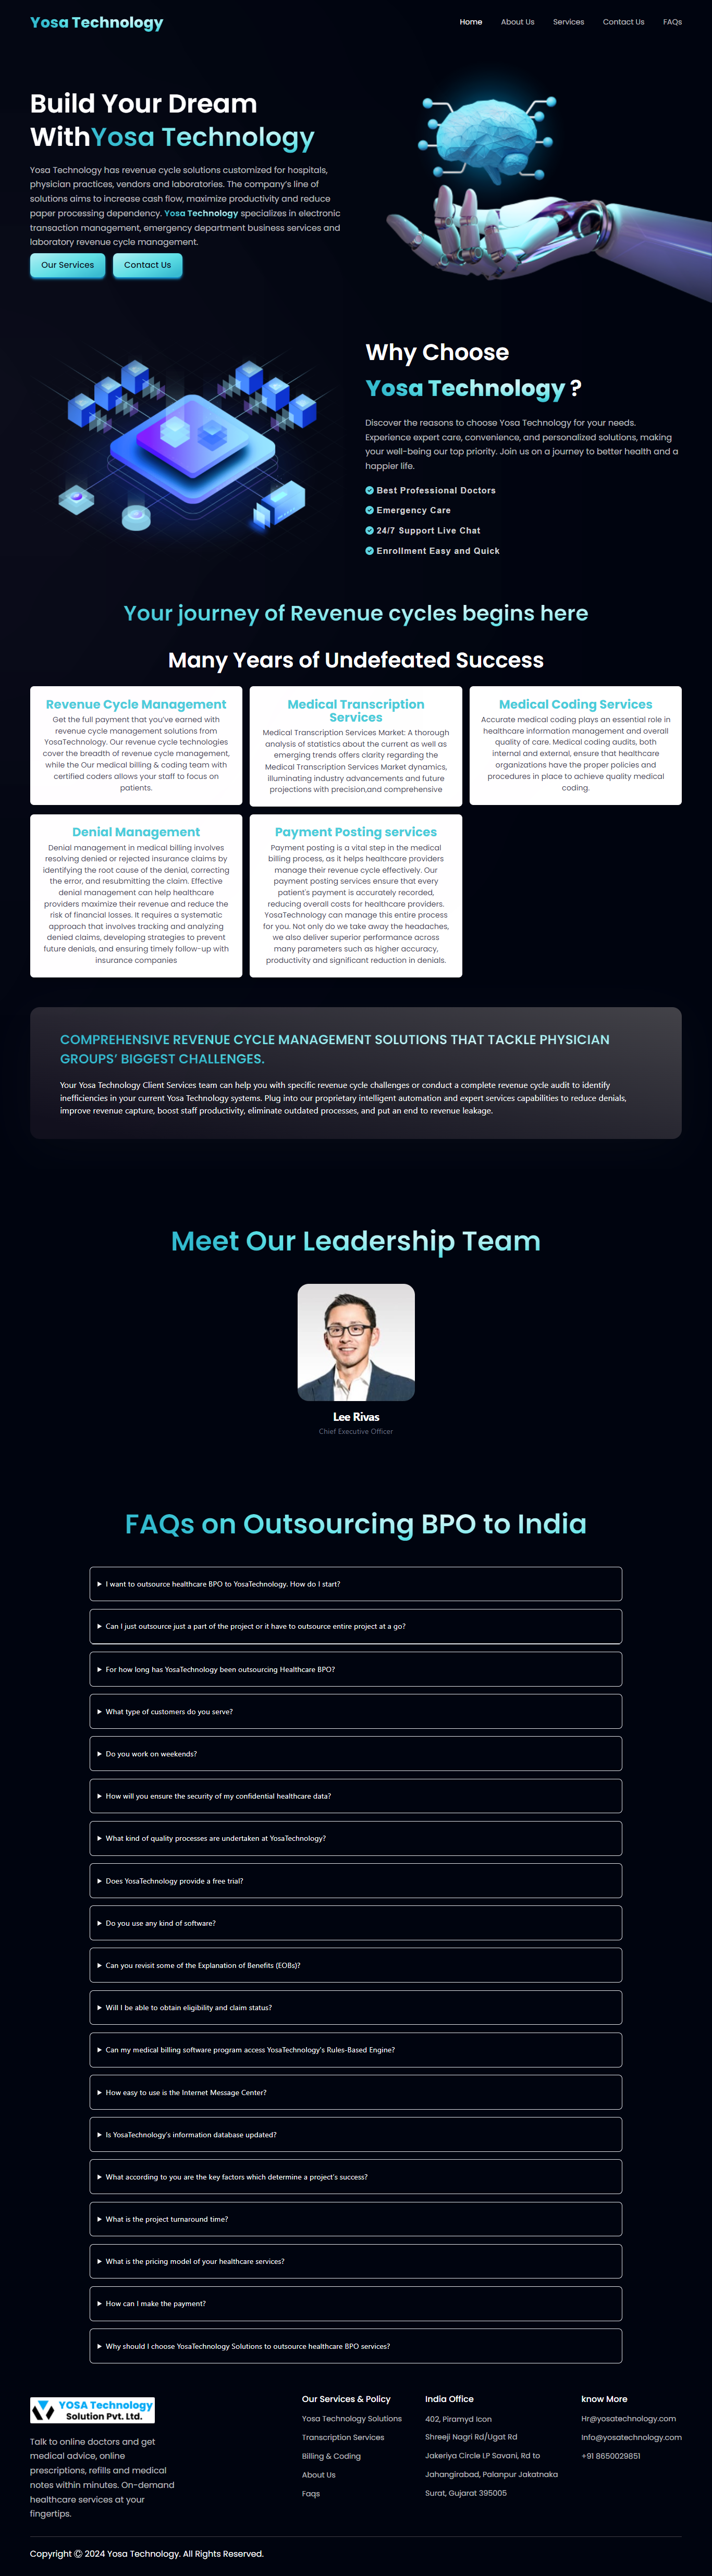 Yosa Technology
Home
About Us
Services
Contact Us
FAQs
Build Your Dream
WithYosa Technology
Yosa Technology has revenue cycle solutions customized for hospitals,
physician practices, vendors and laboratories. The company's line of
solutions aims to increase cash flow, maximize productivity and reduce
paper processing dependency. Yosa Technology specializes in electronic
transaction management, emergency department business services and
laboratory revenue cycle management.
Our Services
Contact Us
Why Choose
Yosa Technology ?
Discover the reasons to choose Yosa Technology for your needs.
Experience expert care, convenience, and personalized solutions, making
your well-being our top priority. Join us on a journey to better health and a
happier life.
Best Professional Doctors
Emergency Care
24/7 Support Live Chat
Enrollment Easy and Quick
Your journey of Revenue cycles begins here
Many Years of Undefeated Success
Revenue Cycle Management
Get the full payment that you've earned with
revenue cycle management solutions from
YosaTechnology. Our revenue cycle technologies
cover the breadth of revenue cycle management,
while the Our medical billing & coding team with
certified coders allows your staff to focus on
patients.
Medical Transcription
Services
Medical Transcription Services Market: A thorough
analysis of statistics about the current as well as
emerging trends offers clarity regarding the
Medical Transcription Services Market dynamics,
illuminating industry advancements and future
projections with precision,and comprehensive
Medical Coding Services
Accurate medical coding plays an essential role in
healthcare information management and overall
quality of care. Medical coding audits, both
internal and external, ensure that healthcare
organizations have the proper policies and
procedures in place to achieve quality medical
coding.
Denial Management
Denial management in medical billing involves
resolving denied or rejected insurance claims by
identifying the root cause of the denial, correcting
the error, and resubmitting the claim. Effective
denial management can help healthcare
providers maximize their revenue and reduce the
risk of financial losses. It requires a systematic
approach that involves tracking and analyzing
denied claims, developing strategies to prevent
future denials, and ensuring timely follow-up with
insurance companies
Payment Posting services
Payment posting is a vital step in the medical
billing process, as it helps healthcare providers
manage their revenue cycle effectively. Our
payment posting services ensure that every
patient's payment is accurately recorded,
reducing overall costs for healthcare providers.
YosaTechnology can manage this entire process
for you. Not only do we take away the headaches,
we also deliver superior performance across
many parameters such as higher accuracy,
productivity and significant reduction in denials.
COMPREHENSIVE REVENUE CYCLE MANAGEMENT SOLUTIONS THAT TACKLE PHYSICIAN
GROUPS' BIGGEST CHALLENGES.
Your Yosa Technology Client Services team can help you with specific revenue cycle challenges or conduct a complete revenue cycle audit to identify
inefficiencies in your current Yosa Technology systems. Plug into our proprietary intelligent automation and expert services capabilities to reduce denials,
improve revenue capture, boost staff productivity, eliminate outdated processes, and put an end to revenue leakage.
Meet Our Leadership Team
Lee Rivas
Chief Executive Officer
FAQs on Outsourcing BPO to India
I want to outsource healthcare BPO to YosaTechnology. How do I start?
Can I just outsource just a part of the project or it have to outsource entire project at a go?
For how long has YosaTechnology been outsourcing Healthcare BPO?
What type of customers do you serve?
Do you work on weekends?
How will you ensure the security of my confidential healthcare data?
What kind of quality processes are undertaken at YosaTechnology?
Does YosaTechnology provide a free trial?
Do you use any kind of software?
Can you revisit some of the Explanation of Benefits (EOBs)?
Will I be able to obtain eligibility and claim status?
Can my medical billing software program access YosaTechnology's Rules-Based Engine?
How easy to use is the Internet Message Center?
Is YosaTechnology's information database updated?
What according to you are the key factors which determine a project's success?
What is the project turnaround time?
What is the pricing model of your healthcare services?
How can I make the payment?
Why should I choose YosaTechnology Solutions to outsource healthcare BPO services?
YOSA Technology
Solution Pvt. Ltd.
Talk to online doctors and get
medical advice, online
prescriptions, refills and medical
notes within minutes. On-demand
healthcare services at your
fingertips.
Our Services & Policy
Yosa Technology Solutions
Transcription Services
Billing & Coding
About Us
Faqs
India Office
402, Piramyd Icon
Shreeji Nagri Rd/Ugat Rd
Jakeriya Circle LP Savani, Rd to
Jahangirabad, Palanpur Jakatnaka
Surat, Gujarat 395005
know More
Hr@yosatechnology.com
Info@yosatechnology.com
+91 8650029851
Copyright © 2024 Yosa Technology. All Rights Reserved.